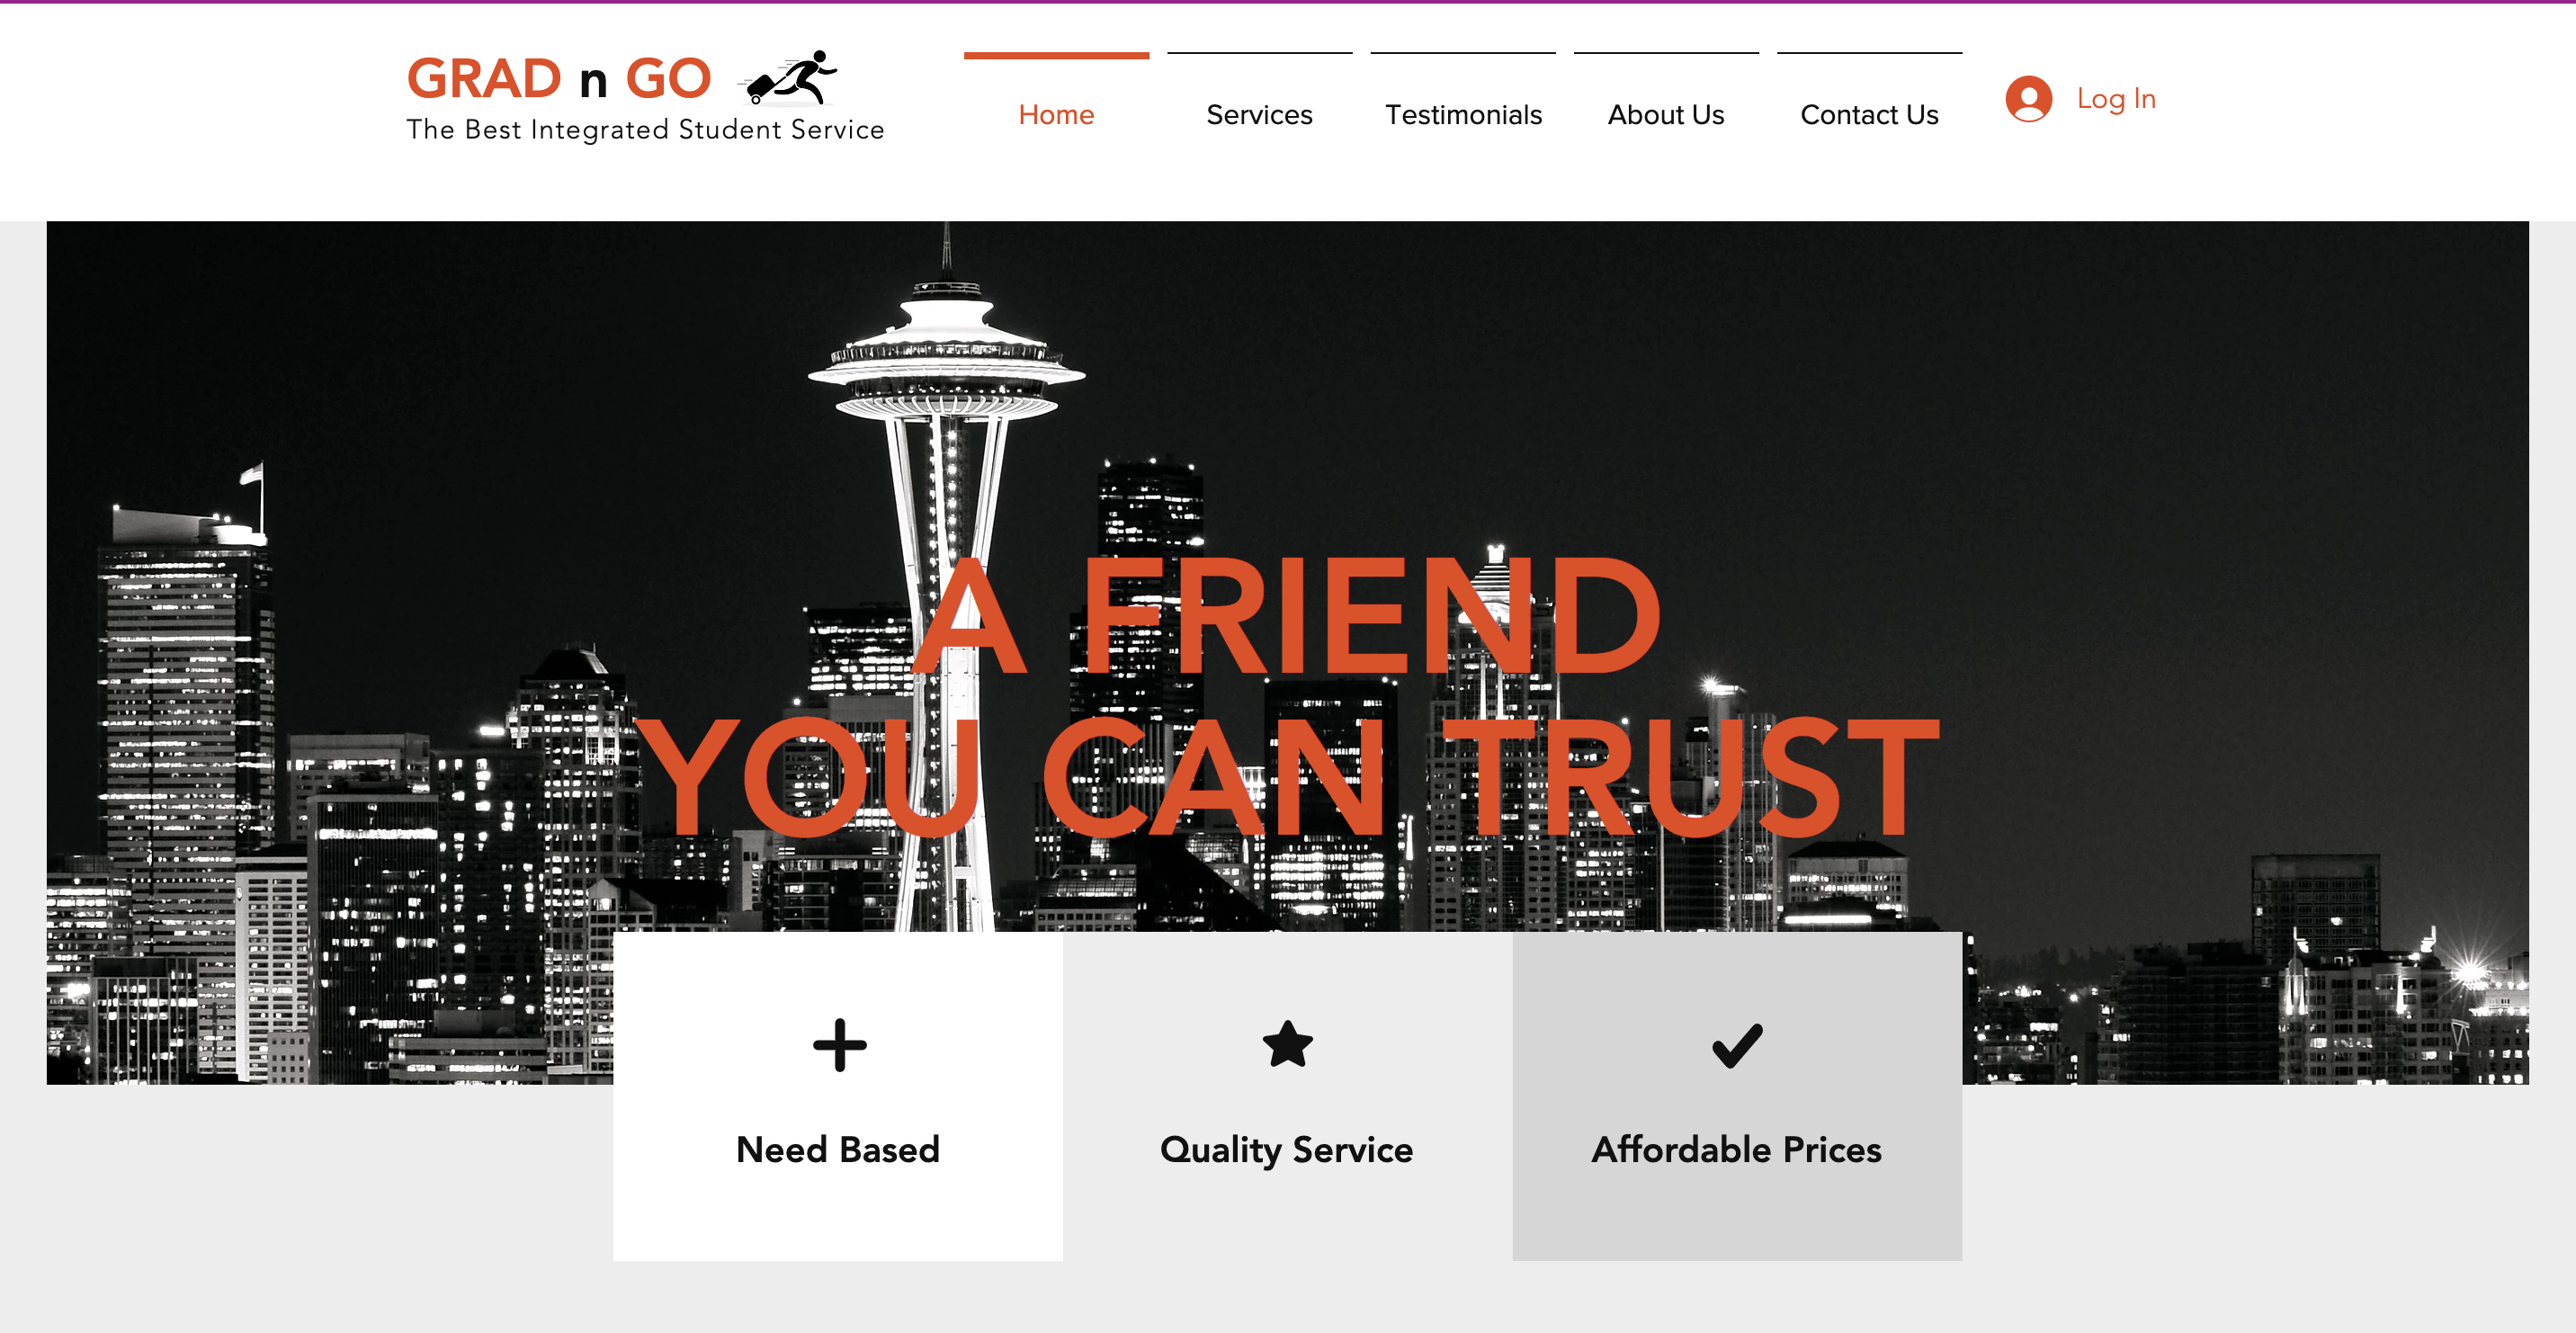 GRAD n GO
The Best Integrated Student Service
Home
Services
Testimonials
About Us
Contact Us
Log In
A FRIEND
YOU CAN TRUST
Need Based
Quality Service
Affordable Prices